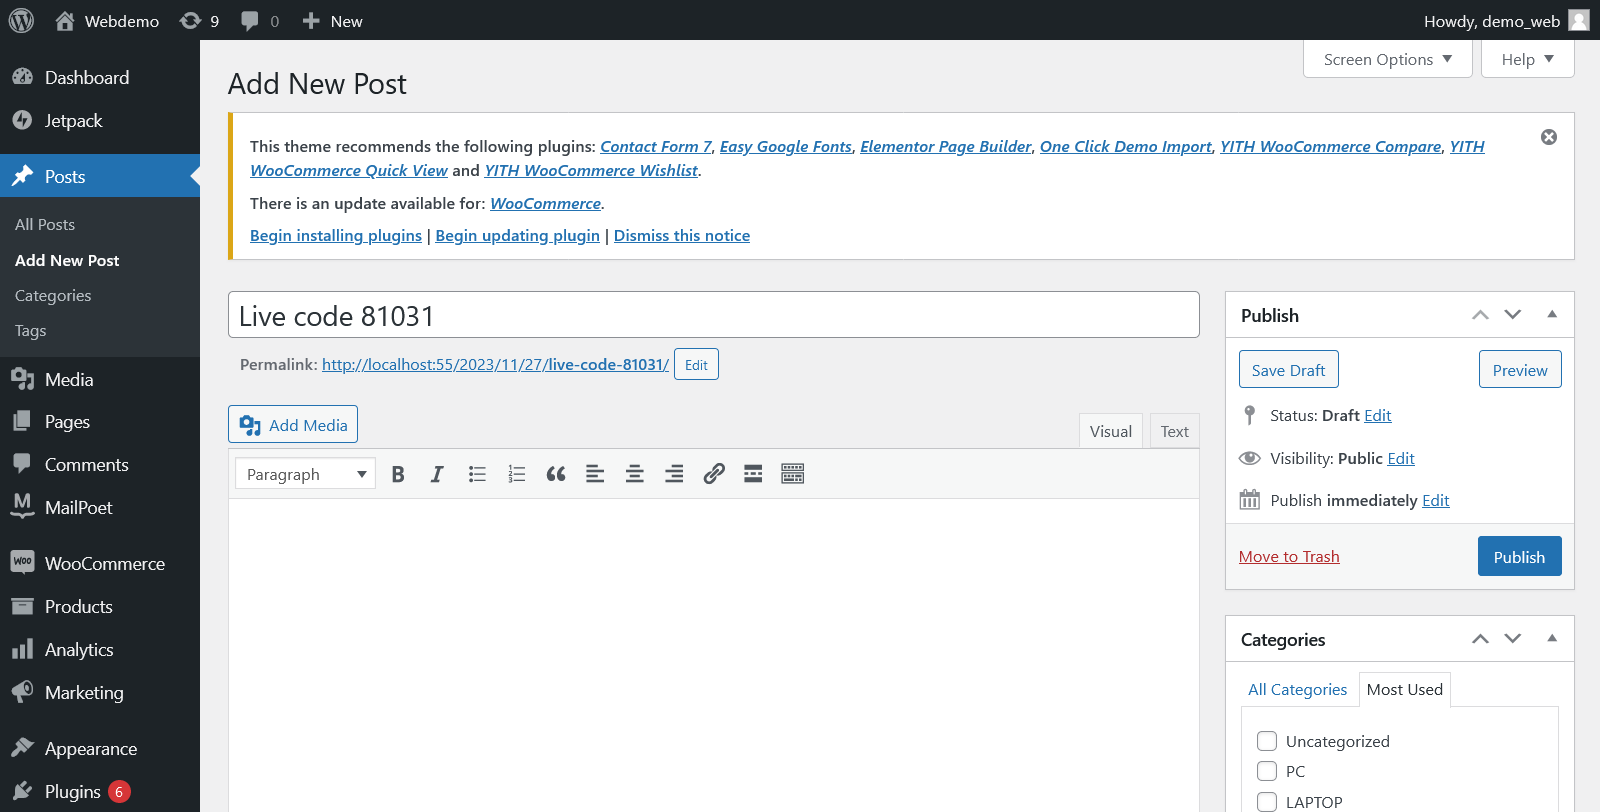 Webdemo 9 0 New Howdy, demo_web
Dashboard
Jetpack
Posts
All Posts
Add New Post
Categories
Tags
Media
Pages
Comments
MailPoet
WooCommerce
Products
Analytics
Marketing
Appearance
Plugins 6
Screen Options Help
Add New Post
This theme recommends the following plugins: Contact Form 7, Easy Google Fonts, Elementor Page Builder, One Click Demo Import, YITH WooCommerce Compare, YITH
WooCommerce Quick View and YITH WooCommerce Wishlist.
There is an update available for: WooCommerce.
Begin installing plugins | Begin updating plugin | Dismiss this notice
Live code 81031
Permalink: http://localhost:55/2023/11/27/live-code-81031/ Edit
Add Media
Visual Text
Paragraph
Publish
Save Draft Preview
Status: Draft Edit
Visibility: Public Edit
Publish immediately Edit
Move to Trash Publish
Categories
All Categories Most Used
Uncategorized
PC
LAPTOP